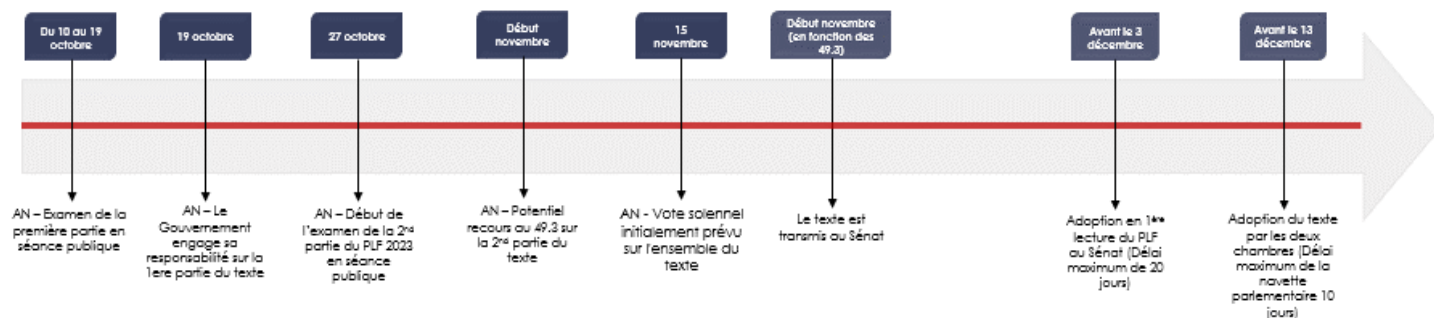 Du 10 au 19
octobre
19 octobre
27 octobre
Début
novembre
15
novembre
Début novembre
(en fonction des
49.3)
Avant le 3
décembre
Avant le 13
décembre
AN – Examen de la
première partie en
séance publique
AN – Le
Gouvernement
engage sa
responsabilité sur la
1ere partie du texte
AN – Début de
l'examen de la 2nd
partie du PLF 2023
en séance
publique
AN – Potentiel
recours au 49.3 sur
la 2nd partie du
texte
AN - Vote solennel
initialement prévu
sur l'ensemble du
texte
Le texte est
transmis au Sénat
Adoption en 1ère
lecture du PLF
au Sénat (Délai
maximum de 20
jours)
Adoption du texte
par les deux
chambres (Délai
maximum de la
navette
parlementaire 10
jours)